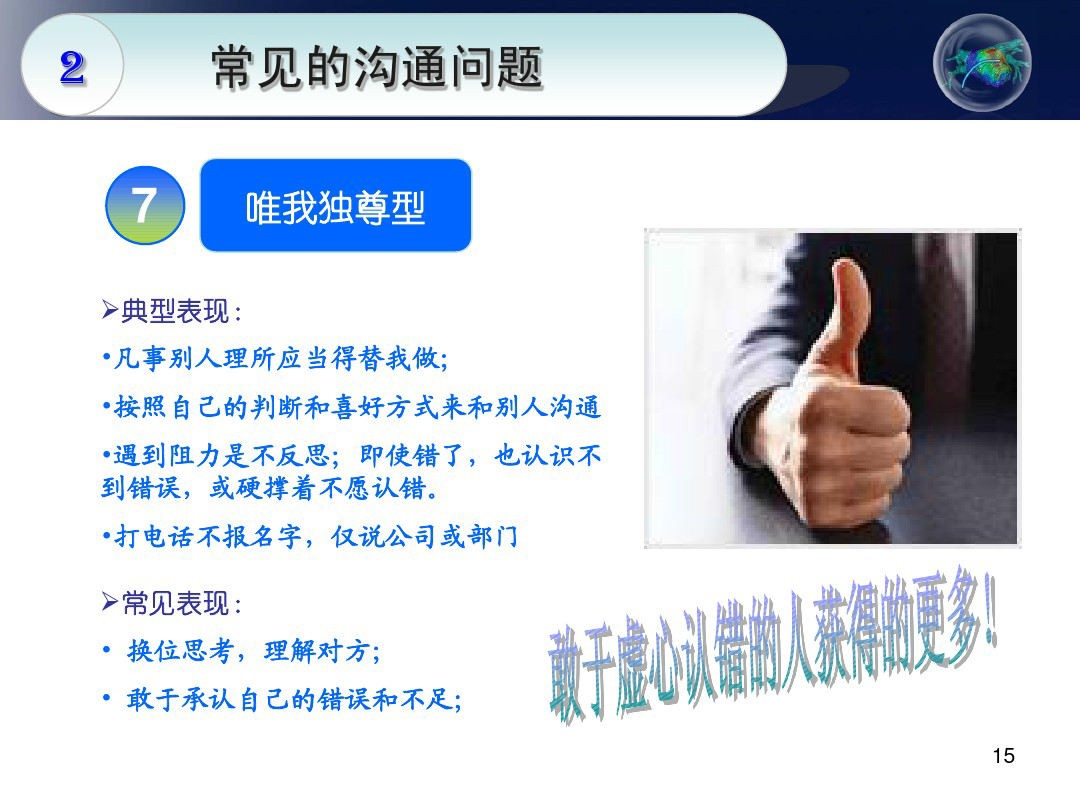 2
常见的沟通问题
7
唯我独尊型
➢典型表现：
•凡事别人理所应当得替我做；
•按照自己的判断和喜好方式来和别人沟通
•遇到阻力是不反思；即使错了，也认识不
到错误，或硬撑着不愿认错。
•打电话不报名字，仅说公司或部门
➢常见表现：
• 换位思考，理解对方；
• 敢于承认自己的错误和不足；
敢于虚心认错的人获得的更多！
15